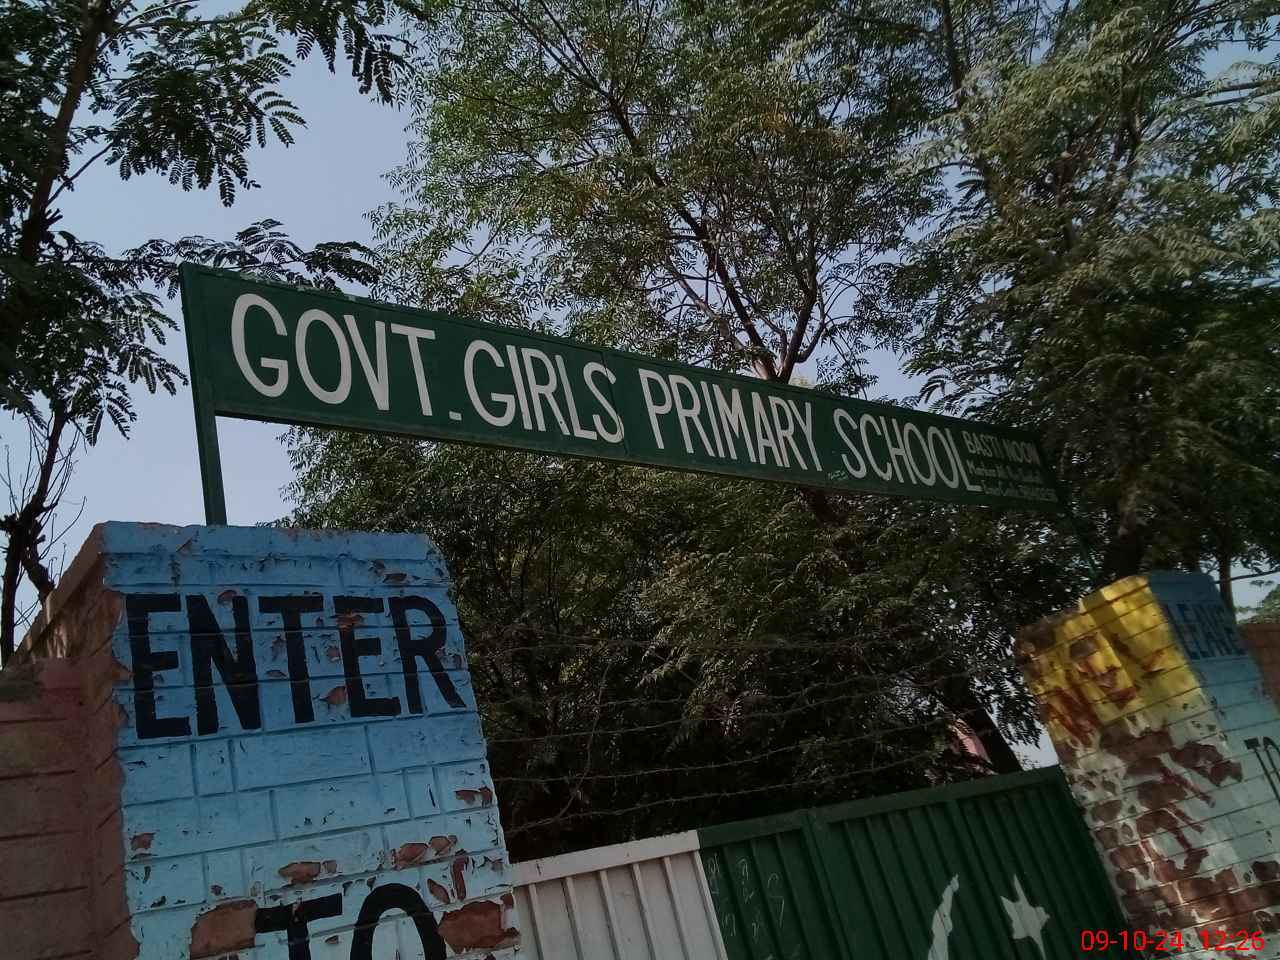 GOVT. GIRLS PRIMARY SCHOOL
BASTI NOON
ENTER
TO
LEAVE
TO
09-10-24 12:26